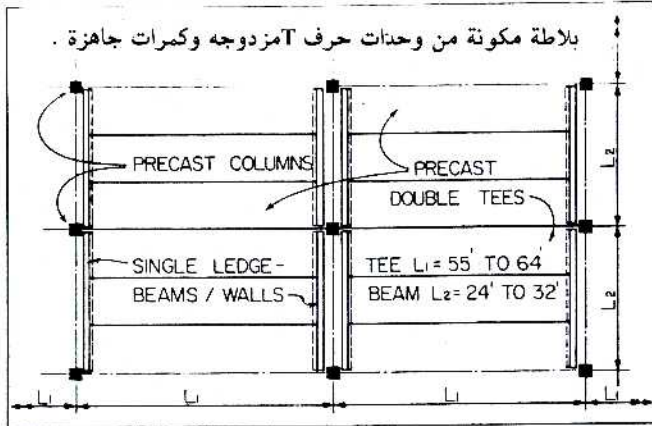 بلاطة مكونة من وحدات حرف T مزدوجه وكمرات جاهزة .
PRECAST COLUMNS
PRECAST
DOUBLE TEES
SINGLE LEDGE-
BEAMS / WALLS
TEE L1 = 55' TO 64'
BEAM L2 = 24' TO 32'
L2
L2
L1
L1
L1
L1